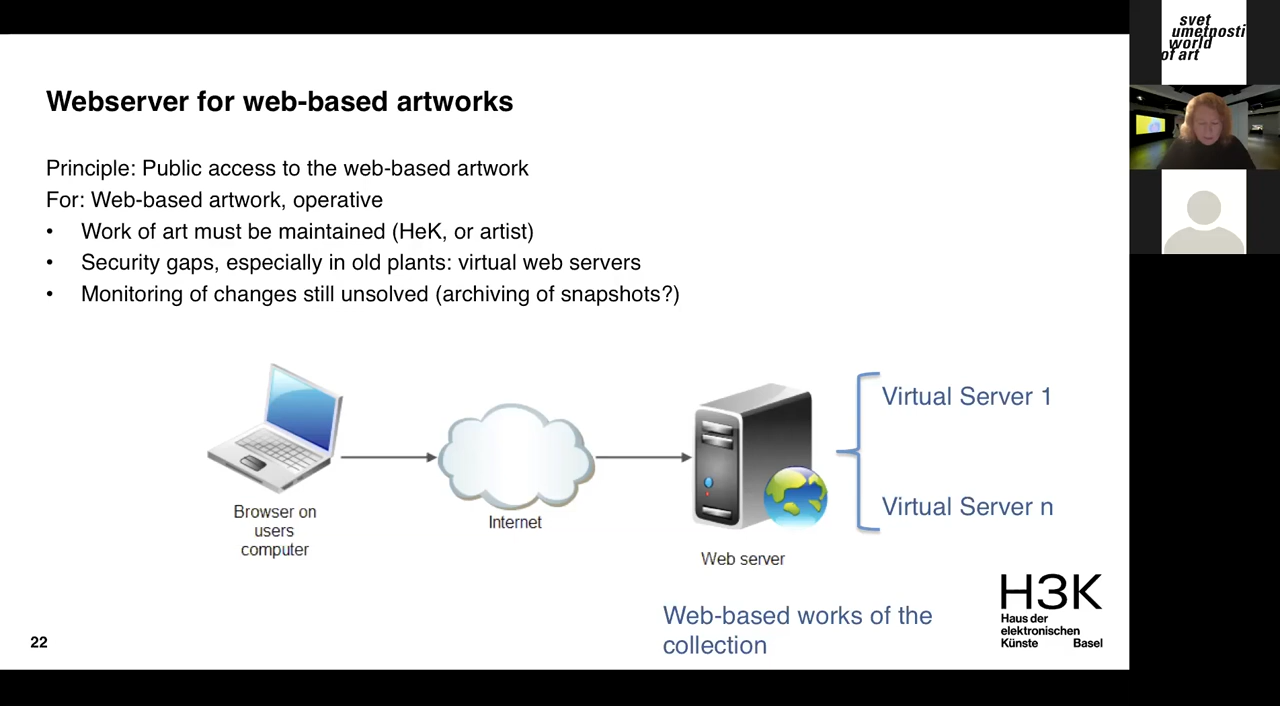 Webserver for web-based artworks
Principle: Public access to the web-based artwork
For: Web-based artwork, operative
• Work of art must be maintained (HeK, or artist)
• Security gaps, especially in old plants: virtual web servers
• Monitoring of changes still unsolved (archiving of snapshots?)
Browser on
users
computer
Internet
Web server
Virtual Server 1
Virtual Server n
Web-based works of the
collection
22
H3K
Haus der
elektronischen
Künste Basel
svet
umetnosti
world
of art